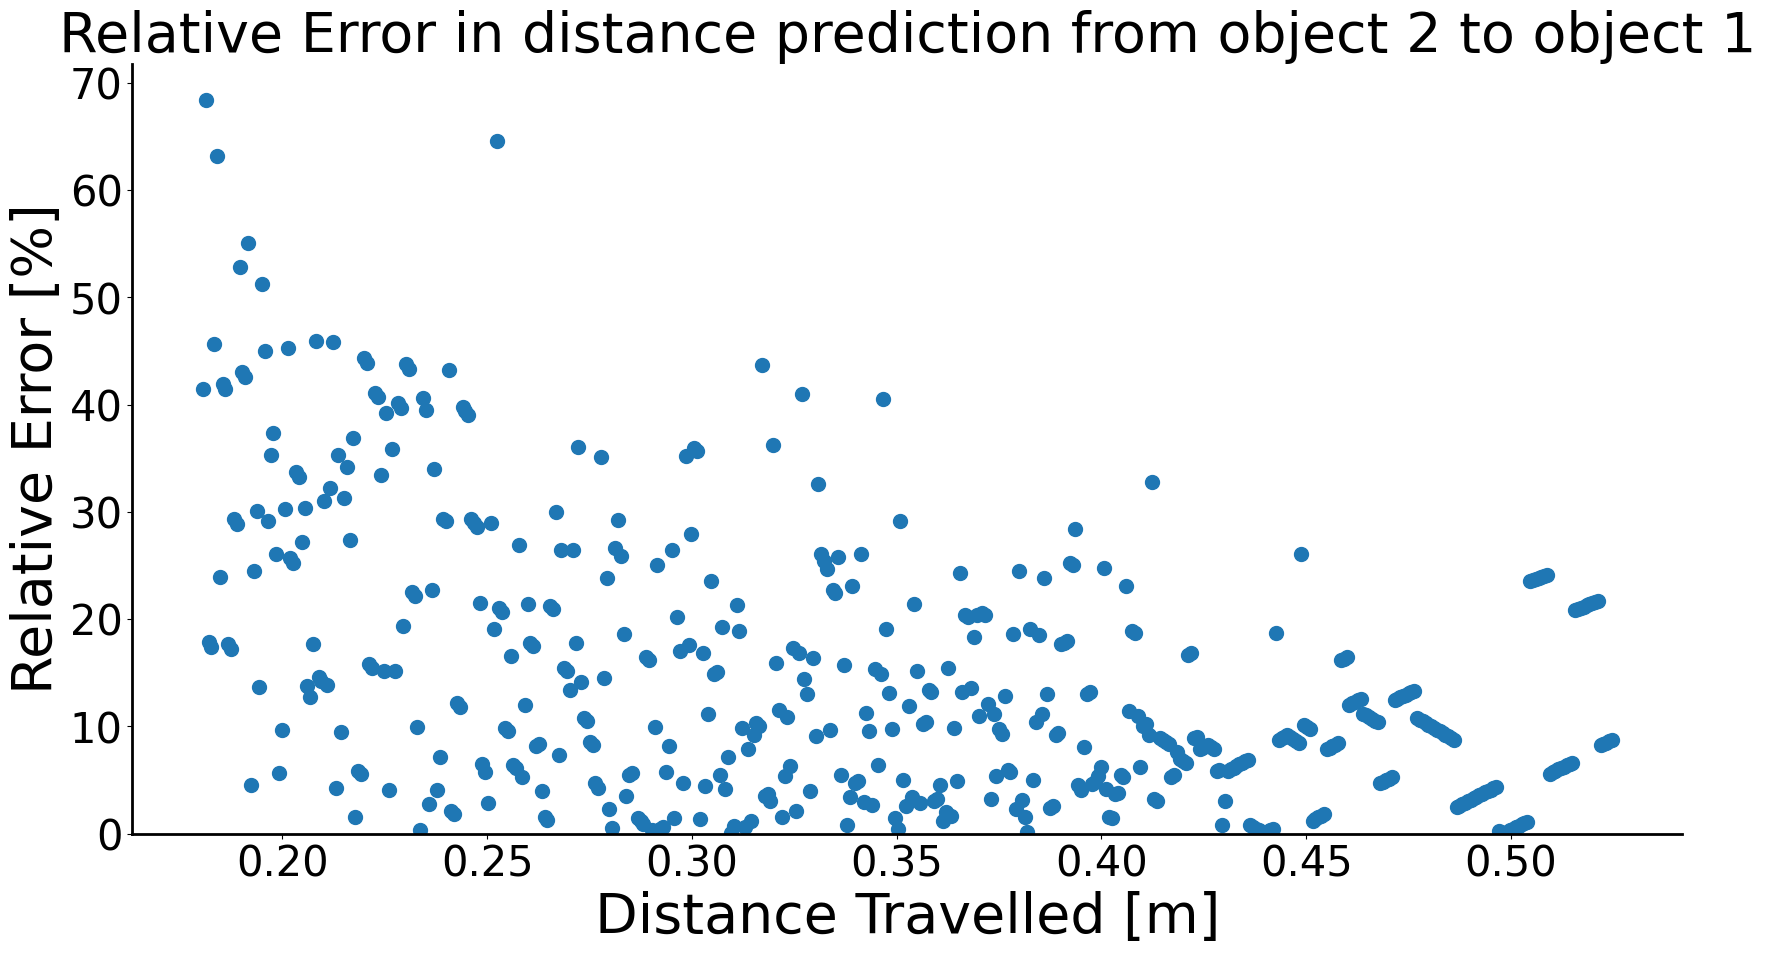 Relative Error in distance prediction from object 2 to object 1
70
60
50
40
30
20
10
0
Relative Error [%]
0.20 0.25 0.30 0.35 0.40 0.45 0.50
Distance Travelled [m]